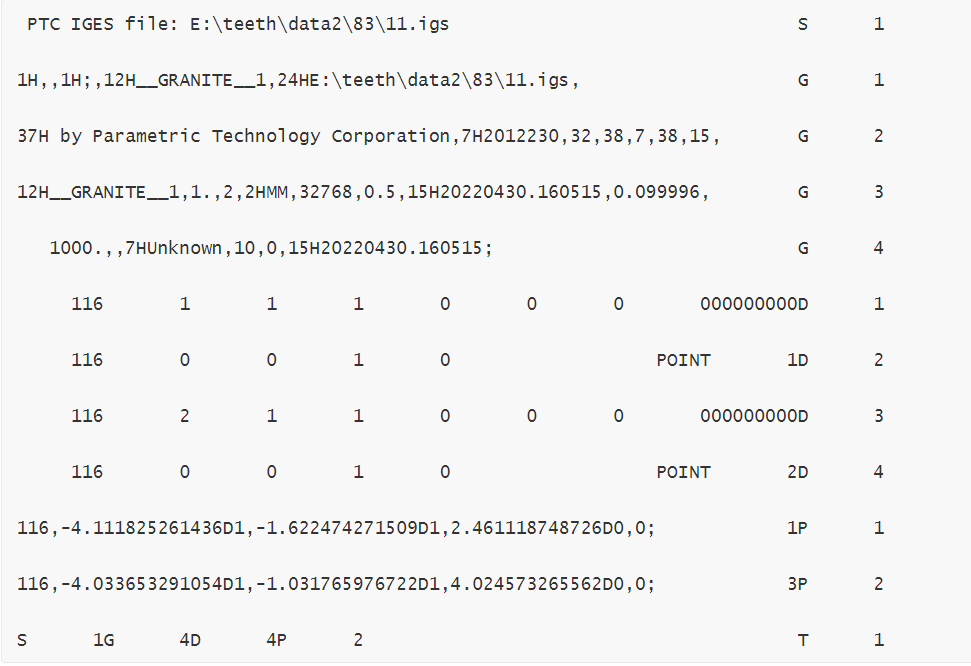 PTC IGES file: E:\teeth\data2\83\11.igs S 1
1H,,1H;,12H__GRANITE__1,24HE:\teeth\data2\83\11.igs, G 1
37H by Parametric Technology Corporation,7H2012230,32,38,7,38,15, G 2
12H__GRANITE__1,1.,2,2HMM,32768,0.5,15H20220430.160515,0.099996, G 3
1000.,,7HUnknown,10,0,15H20220430.160515; G 4
116 1 1 1 0 0 0 000000000D 1
116 0 0 1 0 POINT 1D 2
116 2 1 1 0 0 0 000000000D 3
116 0 0 1 0 POINT 2D 4
116,-4.111825261436D1,-1.622474271509D1,2.461118748726D0,0; 1P 1
116,-4.033653291054D1,-1.031765976722D1,4.024573265562D0,0; 3P 2
S 1G 4D 4P 2 T 1